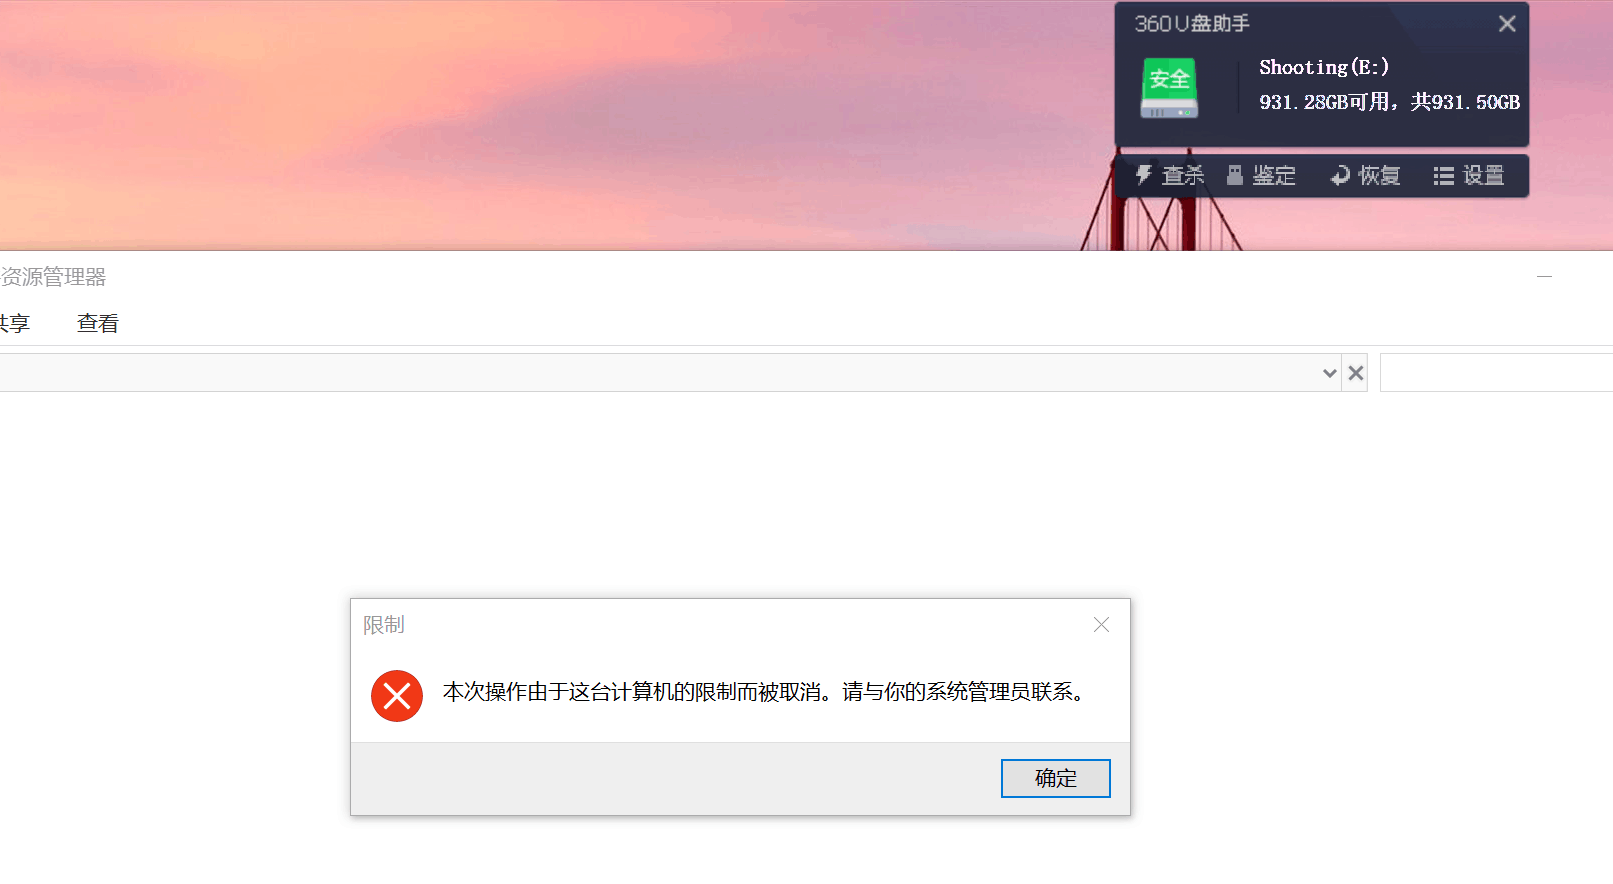 360U盘助手
安全
Shooting(E:)
931.28GB可用，共931.50GB
查杀 鉴定 恢复 设置
资源管理器
共享 查看
限制
本次操作由于这台计算机的限制而被取消。请与你的系统管理员联系。
确定